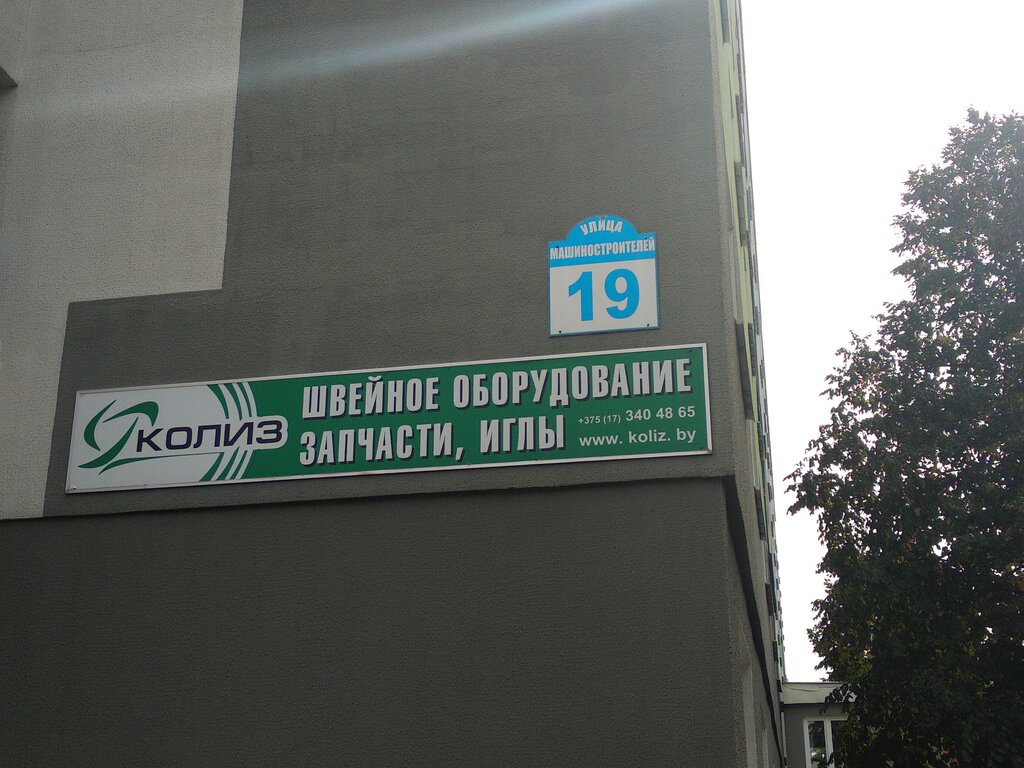 УЛИЦА
МАШИНОСТРОИТЕЛЕЙ
19
КОЛИЗ
ШВЕЙНОЕ ОБОРУДОВАНИЕ
ЗАПЧАСТИ, ИГЛЫ
+375 (17) 340 48 65
www. koliz. by